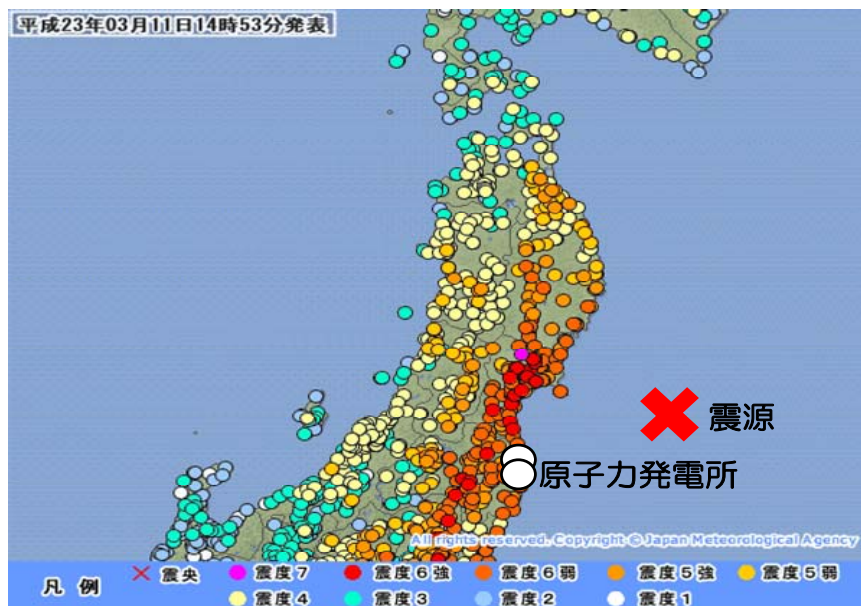 平成23年03月11日14時53分発表
震源
原子力発電所
All rights reserved. Copyright © Japan Meteorological Agency
凡例 震央 震度7 震度6強 震度6弱 震度5強 震度5弱
震度4 震度3 震度2 震度1